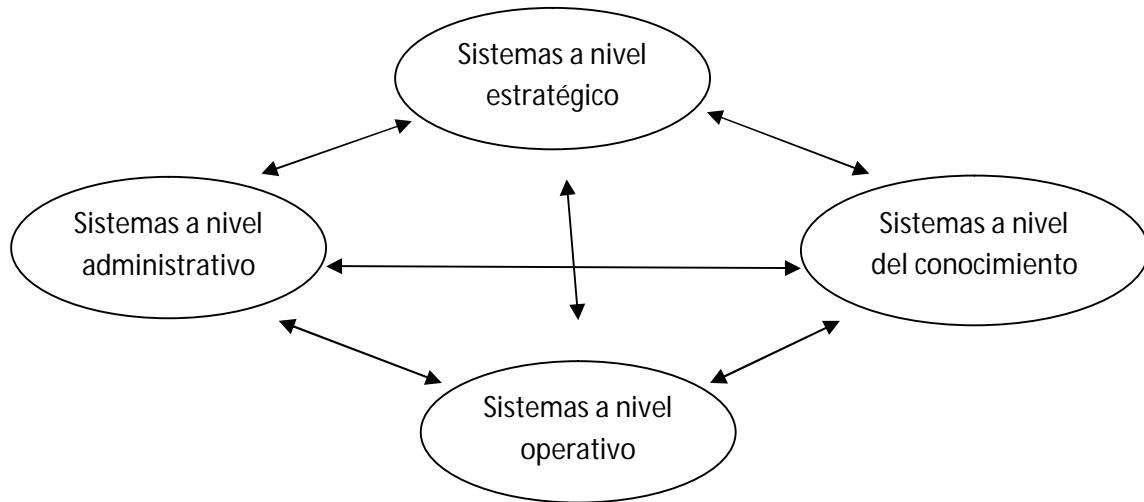 Sistemas a nivel
estratégico
Sistemas a nivel
administrativo
Sistemas a nivel
del conocimiento
Sistemas a nivel
operativo